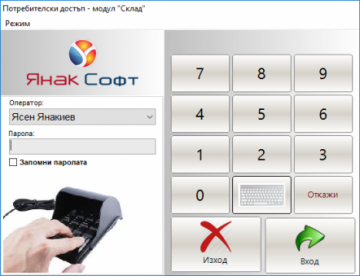 Потребителски достъп - модул "Склад"
Режим
Янак Софт
Оператор:
Ясен Янакиев
Парола:
Запомни паролата
7 8 9
4 5 6
1 2 3
0 Откажи
Изход Вход